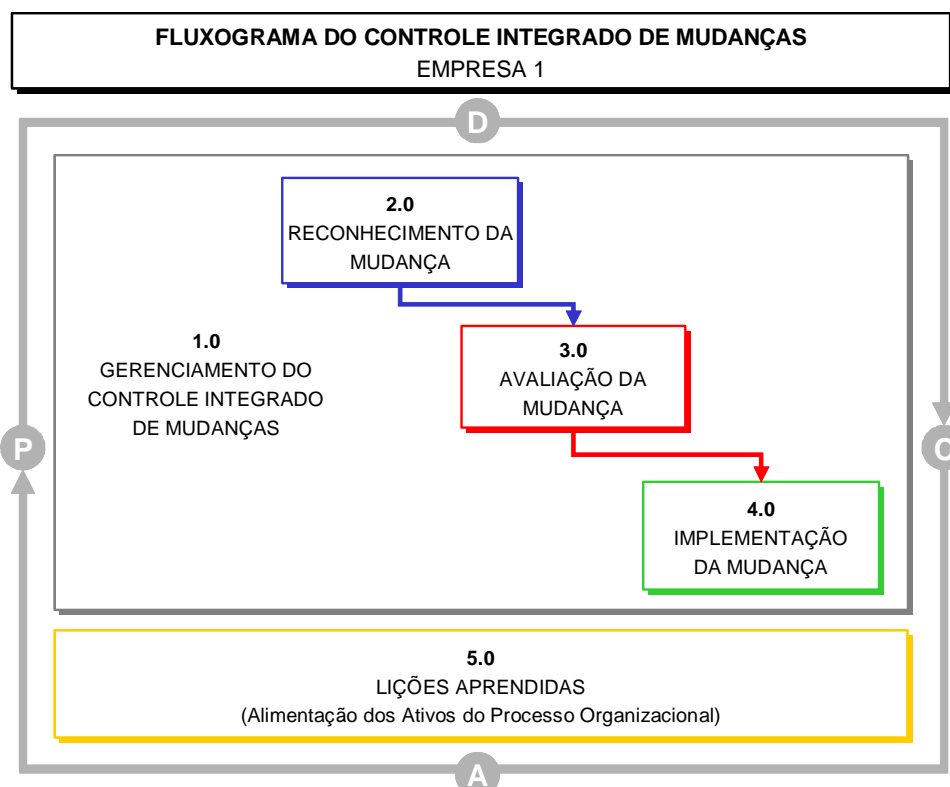 FLUXOGRAMA DO CONTROLE INTEGRADO DE MUDANÇAS
EMPRESA 1
D
2.0
RECONHECIMENTO DA
MUDANÇA
1.0
GERENCIAMENTO DO
CONTROLE INTEGRADO
DE MUDANÇAS
3.0
AVALIAÇÃO DA
MUDANÇA
P
C
4.0
IMPLEMENTAÇÃO
DA MUDANÇA
5.0
LIÇÕES APRENDIDAS
(Alimentação dos Ativos do Processo Organizacional)
A